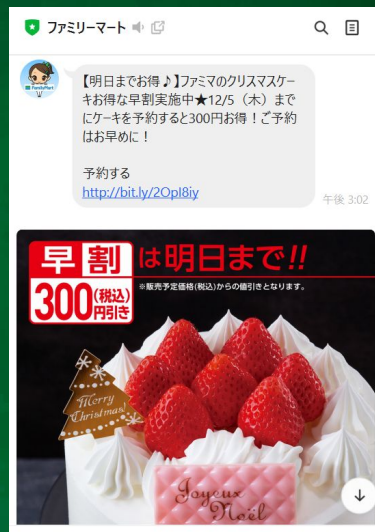 ファミリーマート
FamilyMart
【明日までお得♪】ファミマのクリスマスケー
キお得な早割実施中★12/5（木）まで
にケーキを予約すると300円お得！ご予約
はお早めに！
予約する
http://bit.ly/2OpI8iy
午後 3:02
早割は明日まで!!
300円引き(税込)
※販売予定価格(税込)からの値引きとなります。
Merry
Christmas!
Joyeux
Noël